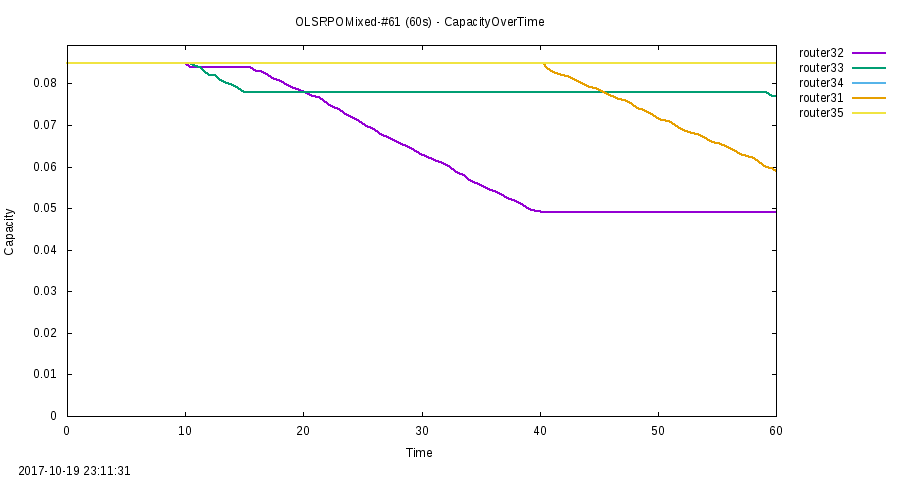 OLSRPOMixed-#61 (60s) - CapacityOverTime
router32
router33
router34
router31
router35
0.08
0.07
0.06
0.05
0.04
0.03
0.02
0.01
0
Capacity
0 10 20 30 40 50 60
Time
2017-10-19 23:11:31